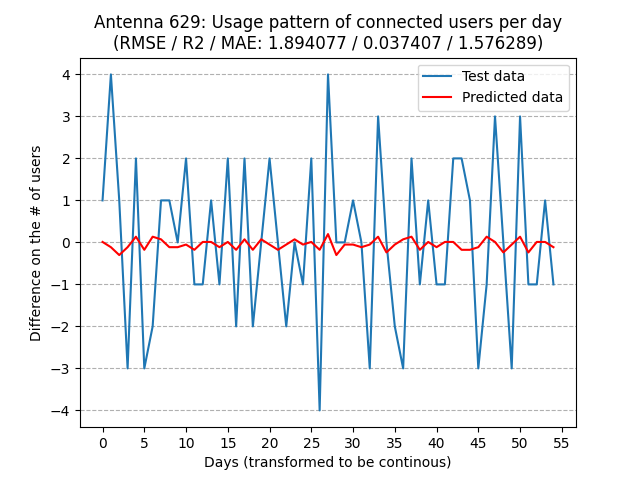 Antenna 629: Usage pattern of connected users per day
(RMSE / R2 / MAE: 1.894077 / 0.037407 / 1.576289)
Test data
Predicted data
Difference on the # of users
4
3
2
1
0
−1
−2
−3
−4
0 5 10 15 20 25 30 35 40 45 50 55
Days (transformed to be continous)